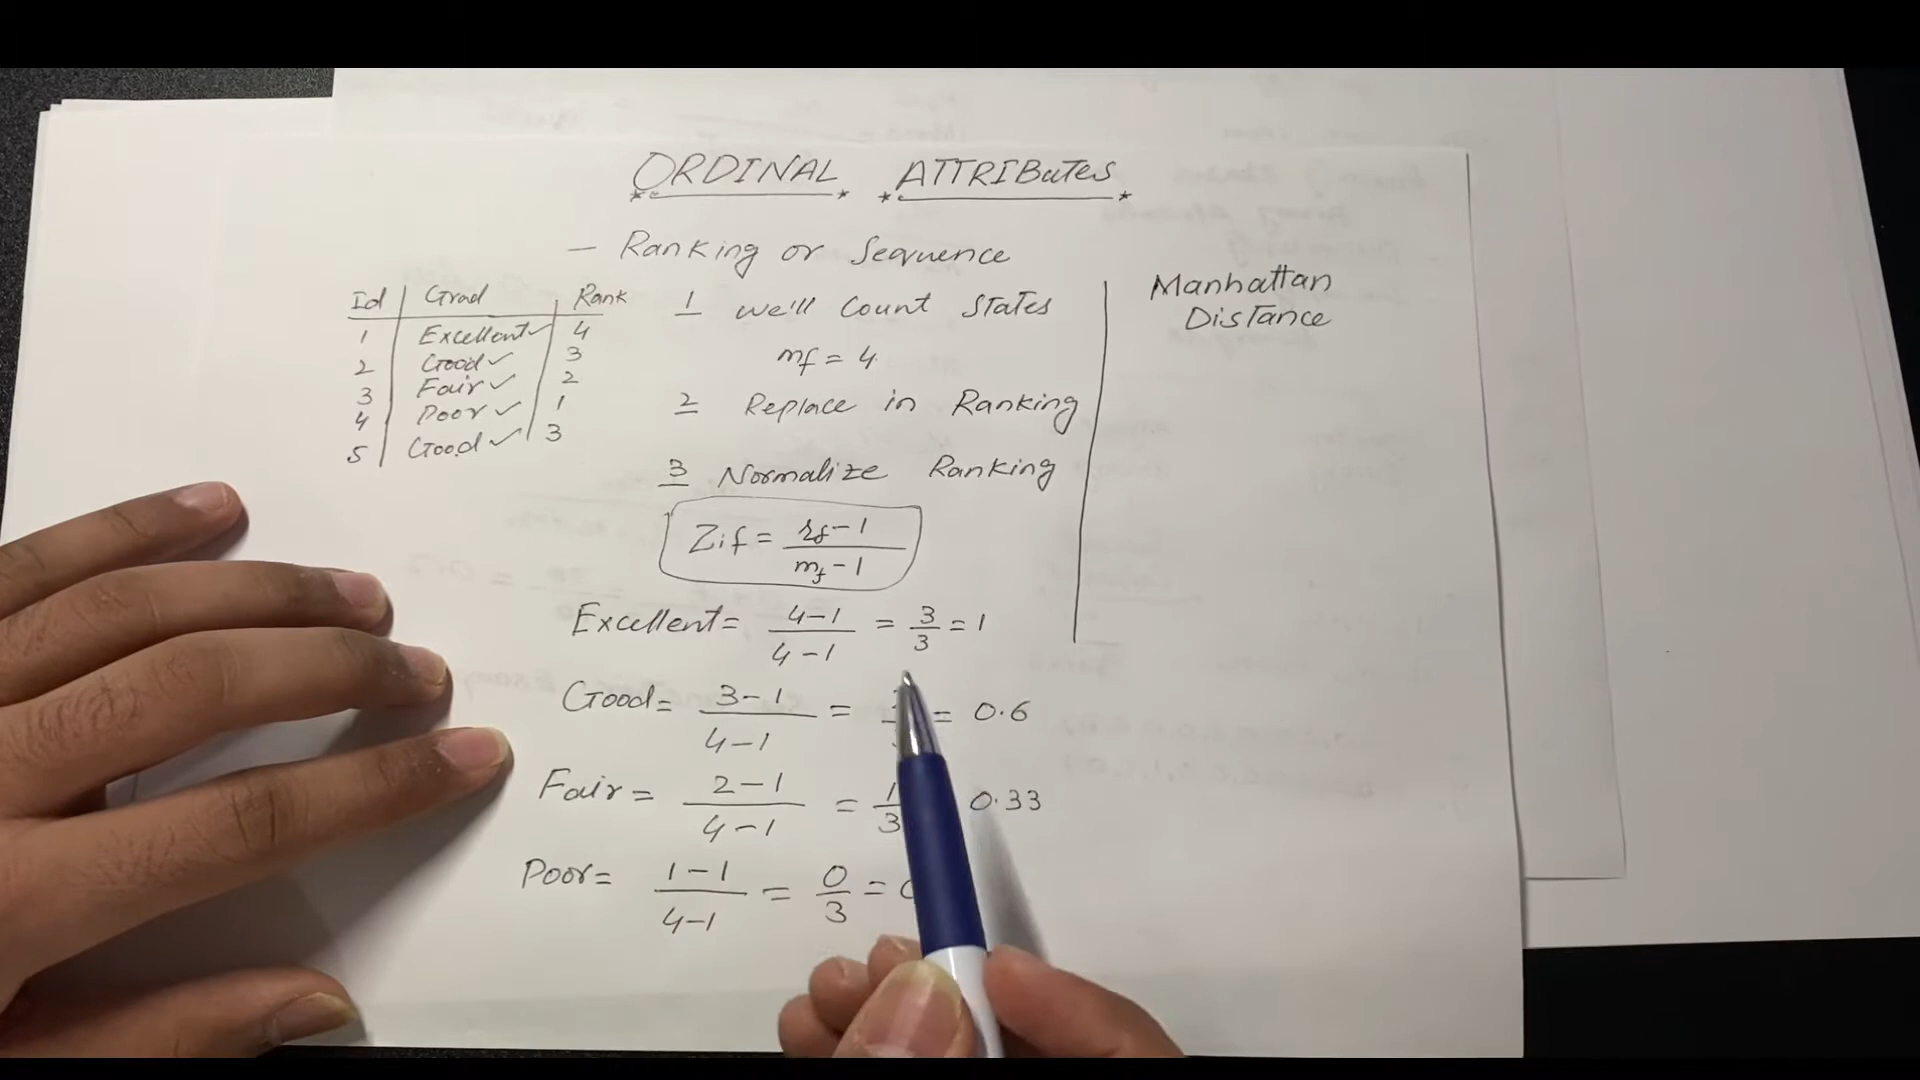 ORDINAL ATTRIButes
— Ranking or Sequence
Id Grad Rank
1 Excellent ✓ 4
2 Good ✓ 3
3 Fair ✓ 2
4 Poor ✓ 1
5 Good ✓ 3
1 we'll Count States
mf = 4
2 Replace in Ranking
3 Normalize Ranking
Zif = rf-1 / mf-1
Excellent = 4-1 / 4-1 = 3/3 = 1
Good = 3-1 / 4-1 = = 0.6
Fair = 2-1 / 4-1 = 1/3 0.33
Poor = 1-1 / 4-1 = 0/3 =
Manhattan
Distance